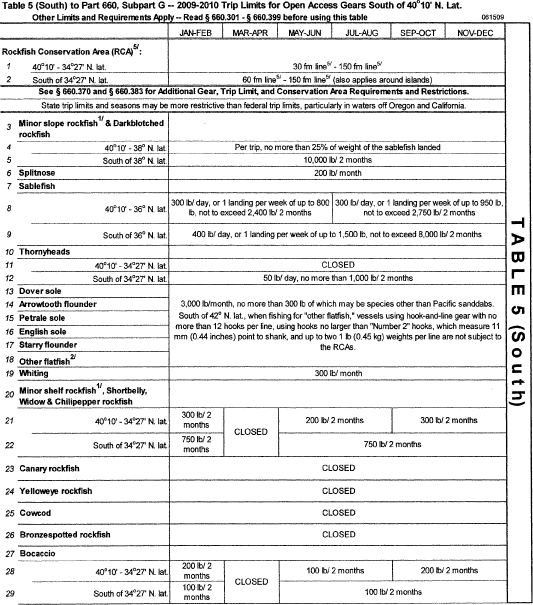 Table 5 (South) to Part 660, Subpart G -- 2009-2010 Trip Limits for Open Access Gears South of 40°10' N. Lat.
Other Limits and Requirements Apply -- Read § 660.301 - § 660.399 before using this table 061509
JAN-FEB MAR-APR MAY-JUN JUL-AUG SEP-OCT NOV-DEC
Rockfish Conservation Area (RCA)5/:
1 40°10' - 34°27' N. lat. 30 fm line5/ - 150 fm line5/
2 South of 34°27' N. lat. 60 fm line5/ - 150 fm line5/ (also applies around islands)
See § 660.370 and § 660.383 for Additional Gear, Trip Limit, and Conservation Area Requirements and Restrictions.
State trip limits and seasons may be more restrictive than federal trip limits, particularly in waters off Oregon and California.
3 Minor slope rockfish1/ & Darkblotched
rockfish
4 40°10' - 38° N. lat. Per trip, no more than 25% of weight of the sablefish landed
5 South of 38° N. lat. 10,000 lb/ 2 months
6 Splitnose 200 lb/ month
7 Sablefish
8 40°10' - 36° N. lat. 300 lb/ day, or 1 landing per week of up to 800
lb, not to exceed 2,400 lb/ 2 months
300 lb/ day, or 1 landing per week of up to 950 lb,
not to exceed 2,750 lb/ 2 months
9 South of 36° N. lat. 400 lb/ day, or 1 landing per week of up to 1,500 lb, not to exceed 8,000 lb/ 2 months
10 Thornyheads
11 40°10' - 34°27' N. lat. CLOSED
12 South of 34°27' N. lat. 50 lb/ day, no more than 1,000 lb/ 2 months
13 Dover sole
14 Arrowtooth flounder
15 Petrale sole
16 English sole
17 Starry flounder
18 Other flatfish2/
3,000 lb/month, no more than 300 lb of which may be species other than Pacific sanddabs.
South of 42° N. lat., when fishing for "other flatfish," vessels using hook-and-line gear with no
more than 12 hooks per line, using hooks no larger than "Number 2" hooks, which measure 11
mm (0.44 inches) point to shank, and up to two 1 lb (0.45 kg) weights per line are not subject to
the RCAs.
19 Whiting 300 lb/ month
20 Minor shelf rockfish1/, Shortbelly,
Widow & Chilipepper rockfish
21 40°10' - 34°27' N. lat. 300 lb/ 2
months
CLOSED
200 lb/ 2 months 300 lb/ 2 months
22 South of 34°27' N. lat. 750 lb/ 2
months
750 lb/ 2 months
23 Canary rockfish CLOSED
24 Yelloweye rockfish CLOSED
25 Cowcod CLOSED
26 Bronzespotted rockfish CLOSED
27 Bocaccio
28 40°10' - 34°27' N. lat. 200 lb/ 2
months
CLOSED
100 lb/ 2 months 200 lb/ 2 months
29 South of 34°27' N. lat. 100 lb/ 2
months
100 lb/ 2 months
TABLE 5 (South)